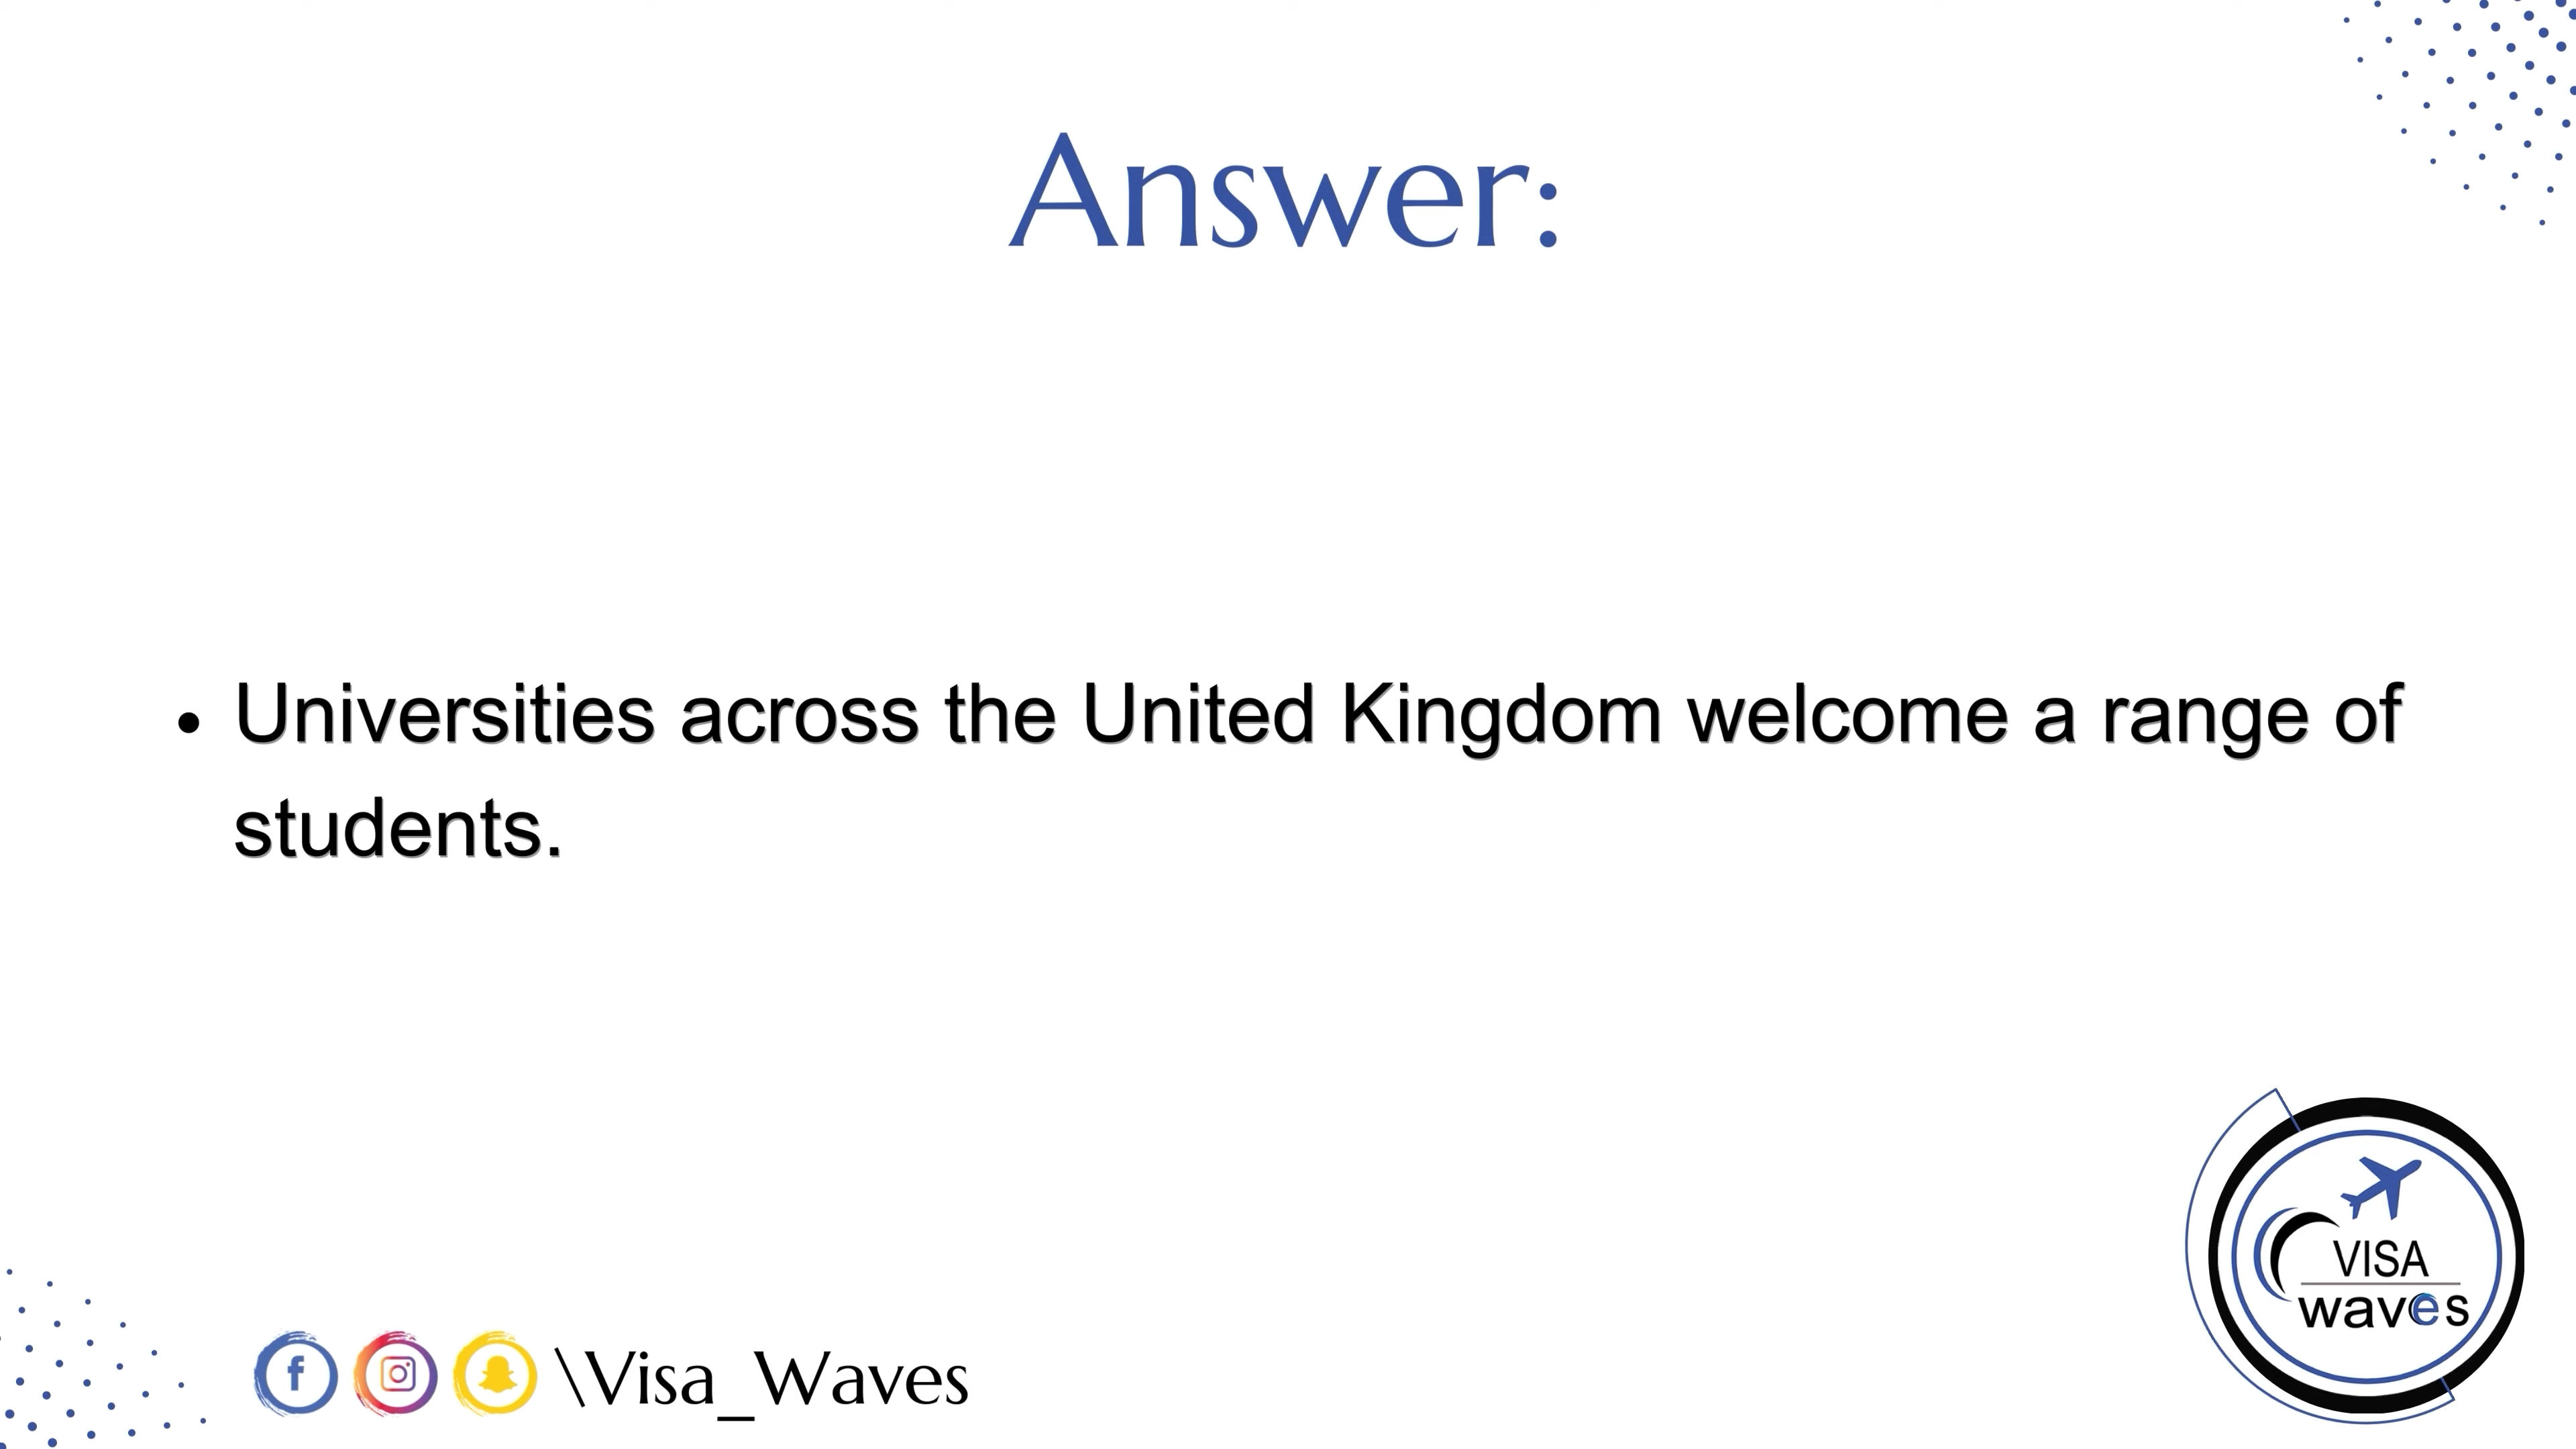 Answer:
• Universities across the United Kingdom welcome a range of
students.
VISA
waves
\Visa_Waves